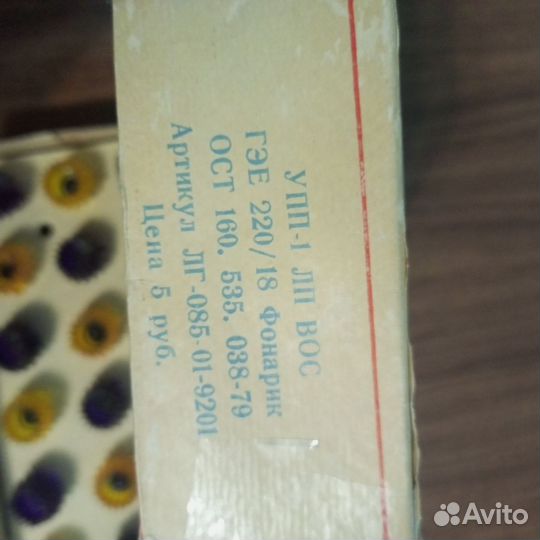 УПП-1 ЛП ВОС
ГЭЕ 220/18 Фонарик
ОСТ 160. 535. 038-79
Артикул ЛГ-085-01-9201
Цена 5 руб.
Avito